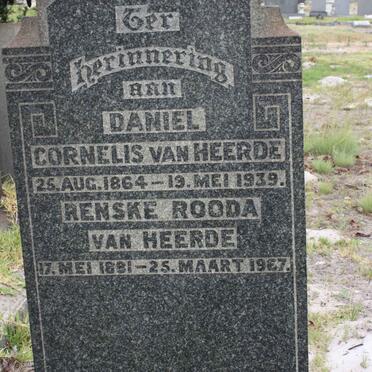 Ter
herinnering
aan
DANIEL
CORNELIS VAN HEERDE
25. AUG. 1864 — 19. MEI 1939.
RENSKE ROODA
VAN HEERDE
17. MEI 1881 — 25. MAART 1967.